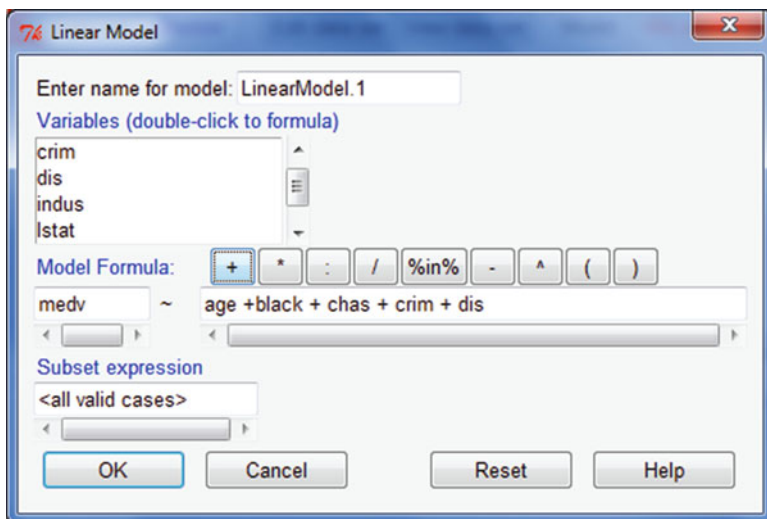 Linear Model
Enter name for model: LinearModel.1
Variables (double-click to formula)
crim
dis
indus
lstat
Model Formula: + * : / %in% - ^ ( )
medv ~ age +black + chas + crim + dis
Subset expression
<all valid cases>
OK Cancel Reset Help